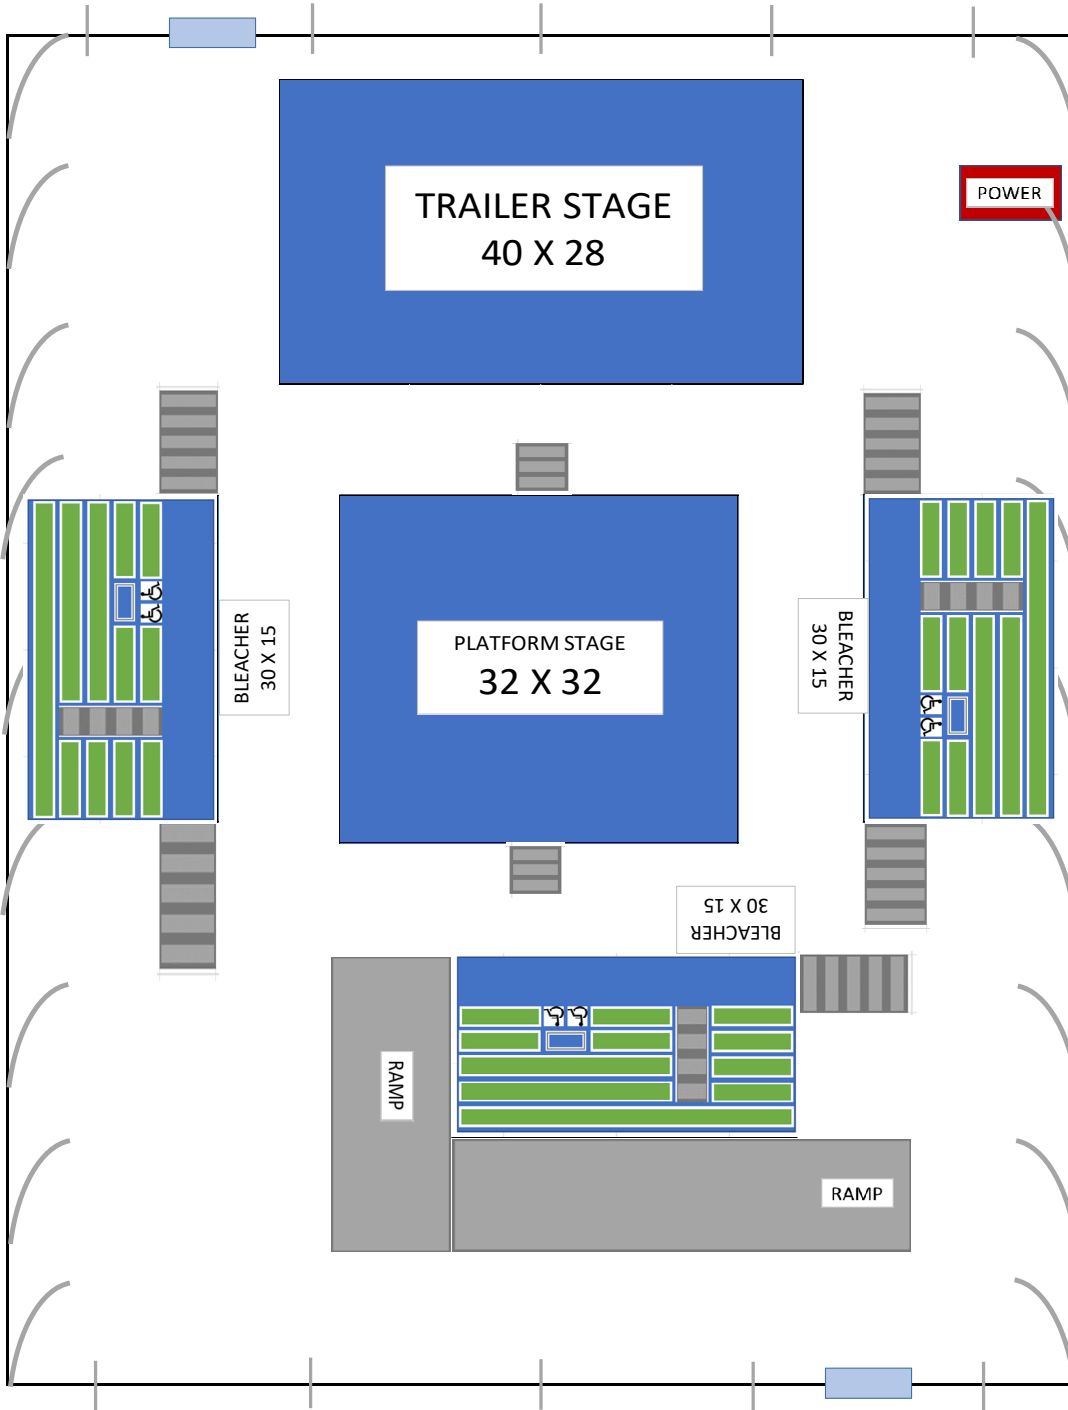 TRAILER STAGE
40 X 28
POWER
BLEACHER
30 X 15
PLATFORM STAGE
32 X 32
BLEACHER
30 X 15
BLEACHER
30 X 15
RAMP
RAMP